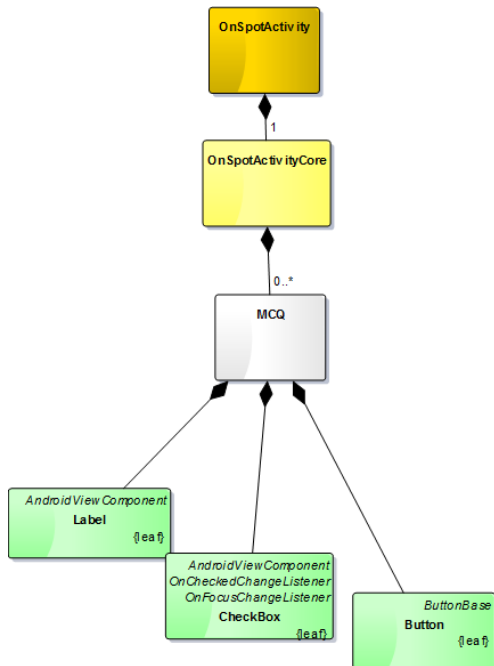 OnSpotActivity
1
OnSpotActivityCore
0..*
MCQ
AndroidViewComponent
Label
{leaf}
AndroidViewComponent
OnCheckedChangeListener
OnFocusChangeListener
CheckBox
{leaf}
ButtonBase
Button
{leaf}